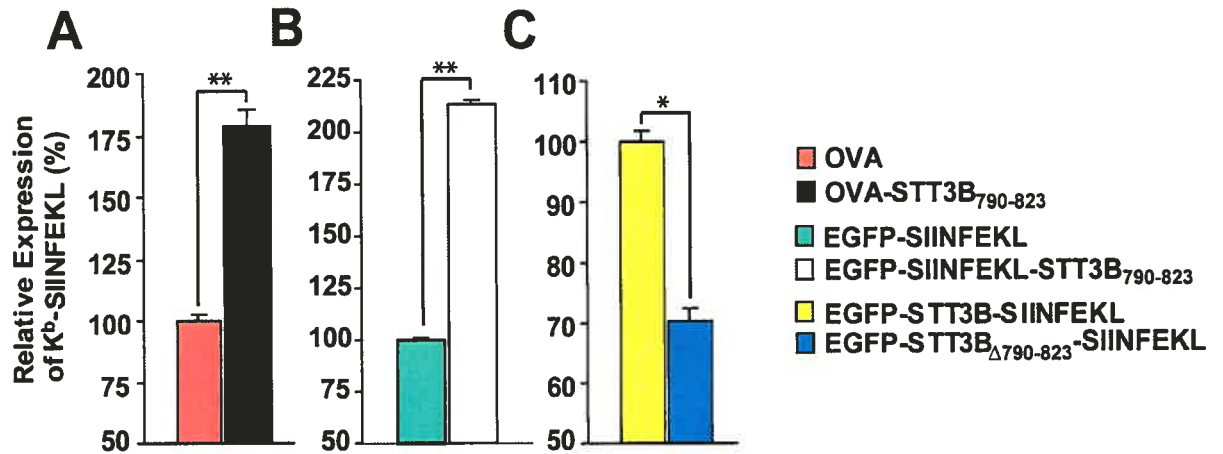 A B C
Relative Expression
of Kᵇ-SIINFEKL (%)
200
175
150
125
100
75
50
**
225
200
175
150
125
100
75
50
**
110
100
90
80
70
60
50
*
OVA
OVA-STT3B₇₉₀₋₈₂₃
EGFP-SIINFEKL
EGFP-SIINFEKL-STT3B₇₉₀₋₈₂₃
EGFP-STT3B-SIINFEKL
EGFP-STT3B_Δ790-823-SIINFEKL